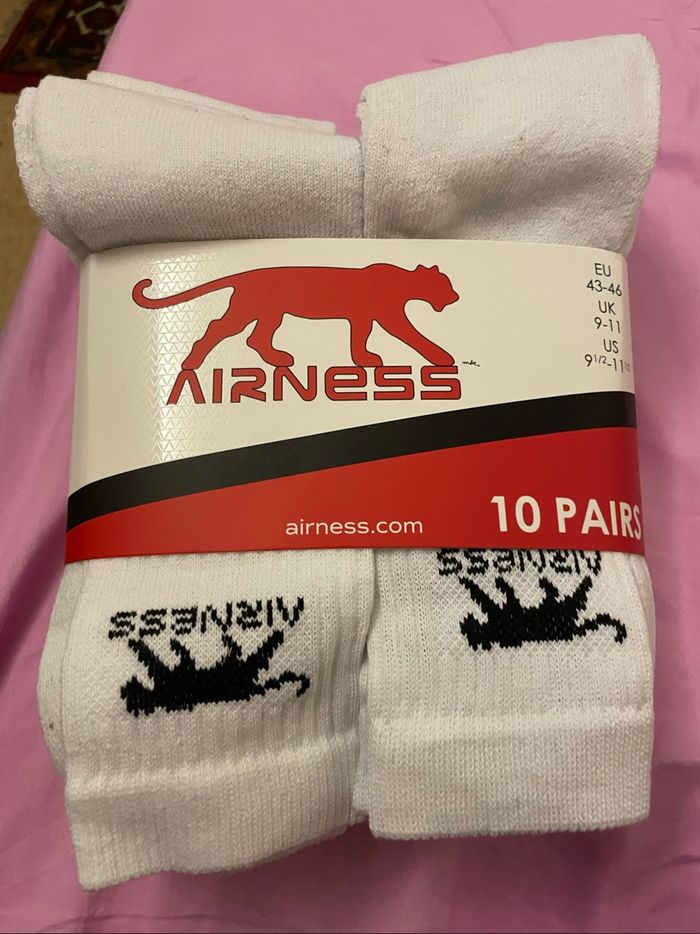 EU
43-46
UK
9-11
US
9 1/2-11
AIRNESS
airness.com
10 PAIRS
AIRNESS
AIRNESS